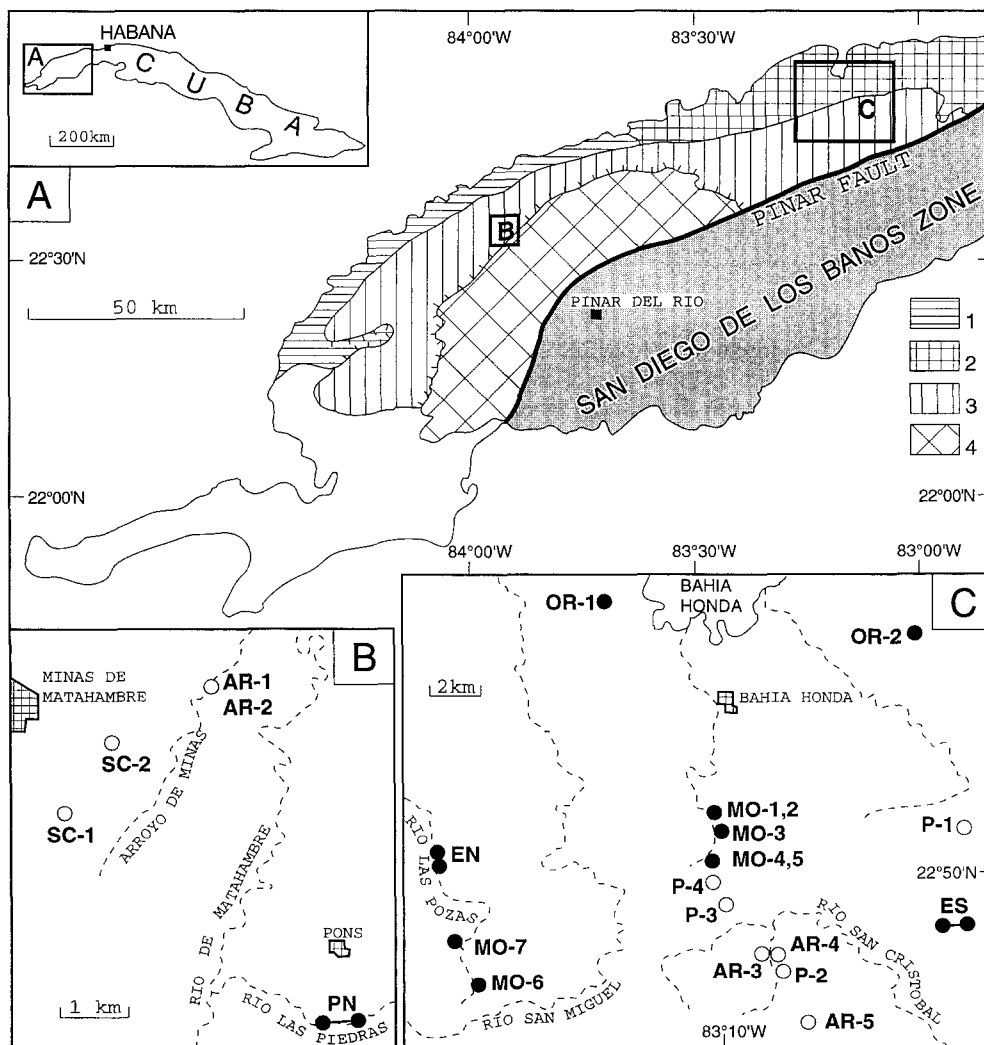 HABANA
A
CUBA
200km
84°00'W
83°30'W
C
A
PINAR FAULT
B
22°30'
50 km
PINAR DEL RIO
SAN DIEGO DE LOS BANOS ZONE
1
2
3
4
22°00'N
22°00'N
84°00'W
83°30'W
83°00'W
B
MINAS DE
MATAHAMBRE
AR-1
AR-2
SC-2
SC-1
ARROYO DE MINAS
RIO DE MATAHAMBRE
PONS
1 km
PN
RIO LAS PIEDRAS
C
OR-1
BAHIA
HONDA
OR-2
2km
BAHIA HONDA
MO-1,2
MO-3
MO-4,5
P-1
EN
RIO LAS POZAS
P-4
P-3
22°50'
ES
RIO SAN CRISTOBAL
MO-7
AR-4
AR-3
P-2
MO-6
RIO SAN MIGUEL
AR-5
83°10'W